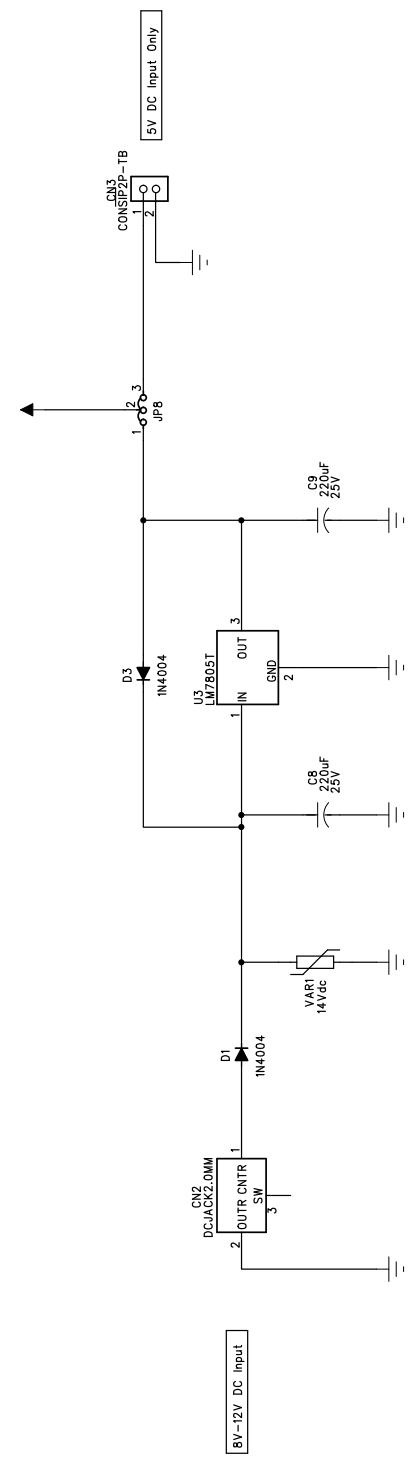 8V-12V DC Input
CN2
DCJACK2.0MM
2
OUTR
CNTR
1
SW
3
D1
1N4004
VAR1
14Vdc
C8
220uF
25V
D3
1N4004
U3
LM7805T
1
IN
OUT
3
GND
2
C9
220uF
25V
1
2
3
JP8
CN3
CONSIP2P-TB
1
2
5V DC Input Only